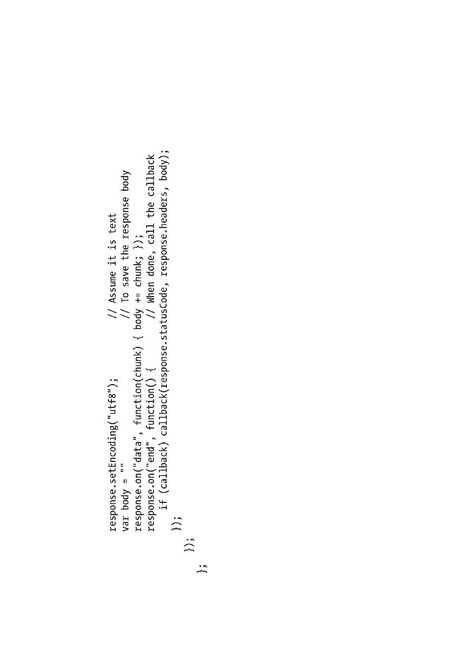 response.setEncoding("utf8");          // Assume it is text
var body = ""                          // To save the response body
response.on("data", function(chunk) { body += chunk; });
response.on("end", function() {        // When done, call the callback
    if (callback) callback(response.statusCode, response.headers, body);
});
});
};